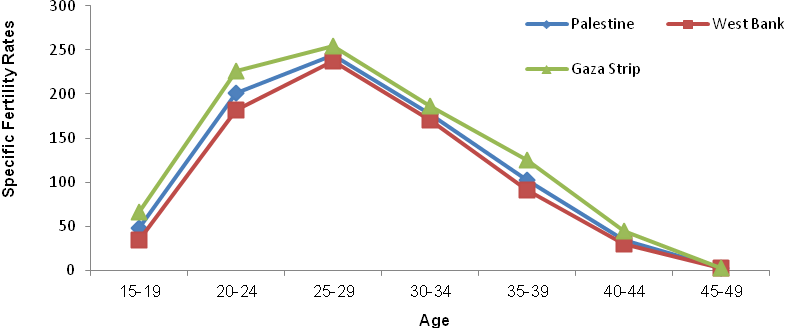 Specific Fertility Rates
300
250
200
150
100
50
0
Palestine
West Bank
Gaza Strip
15-19
20-24
25-29
30-34
35-39
40-44
45-49
Age